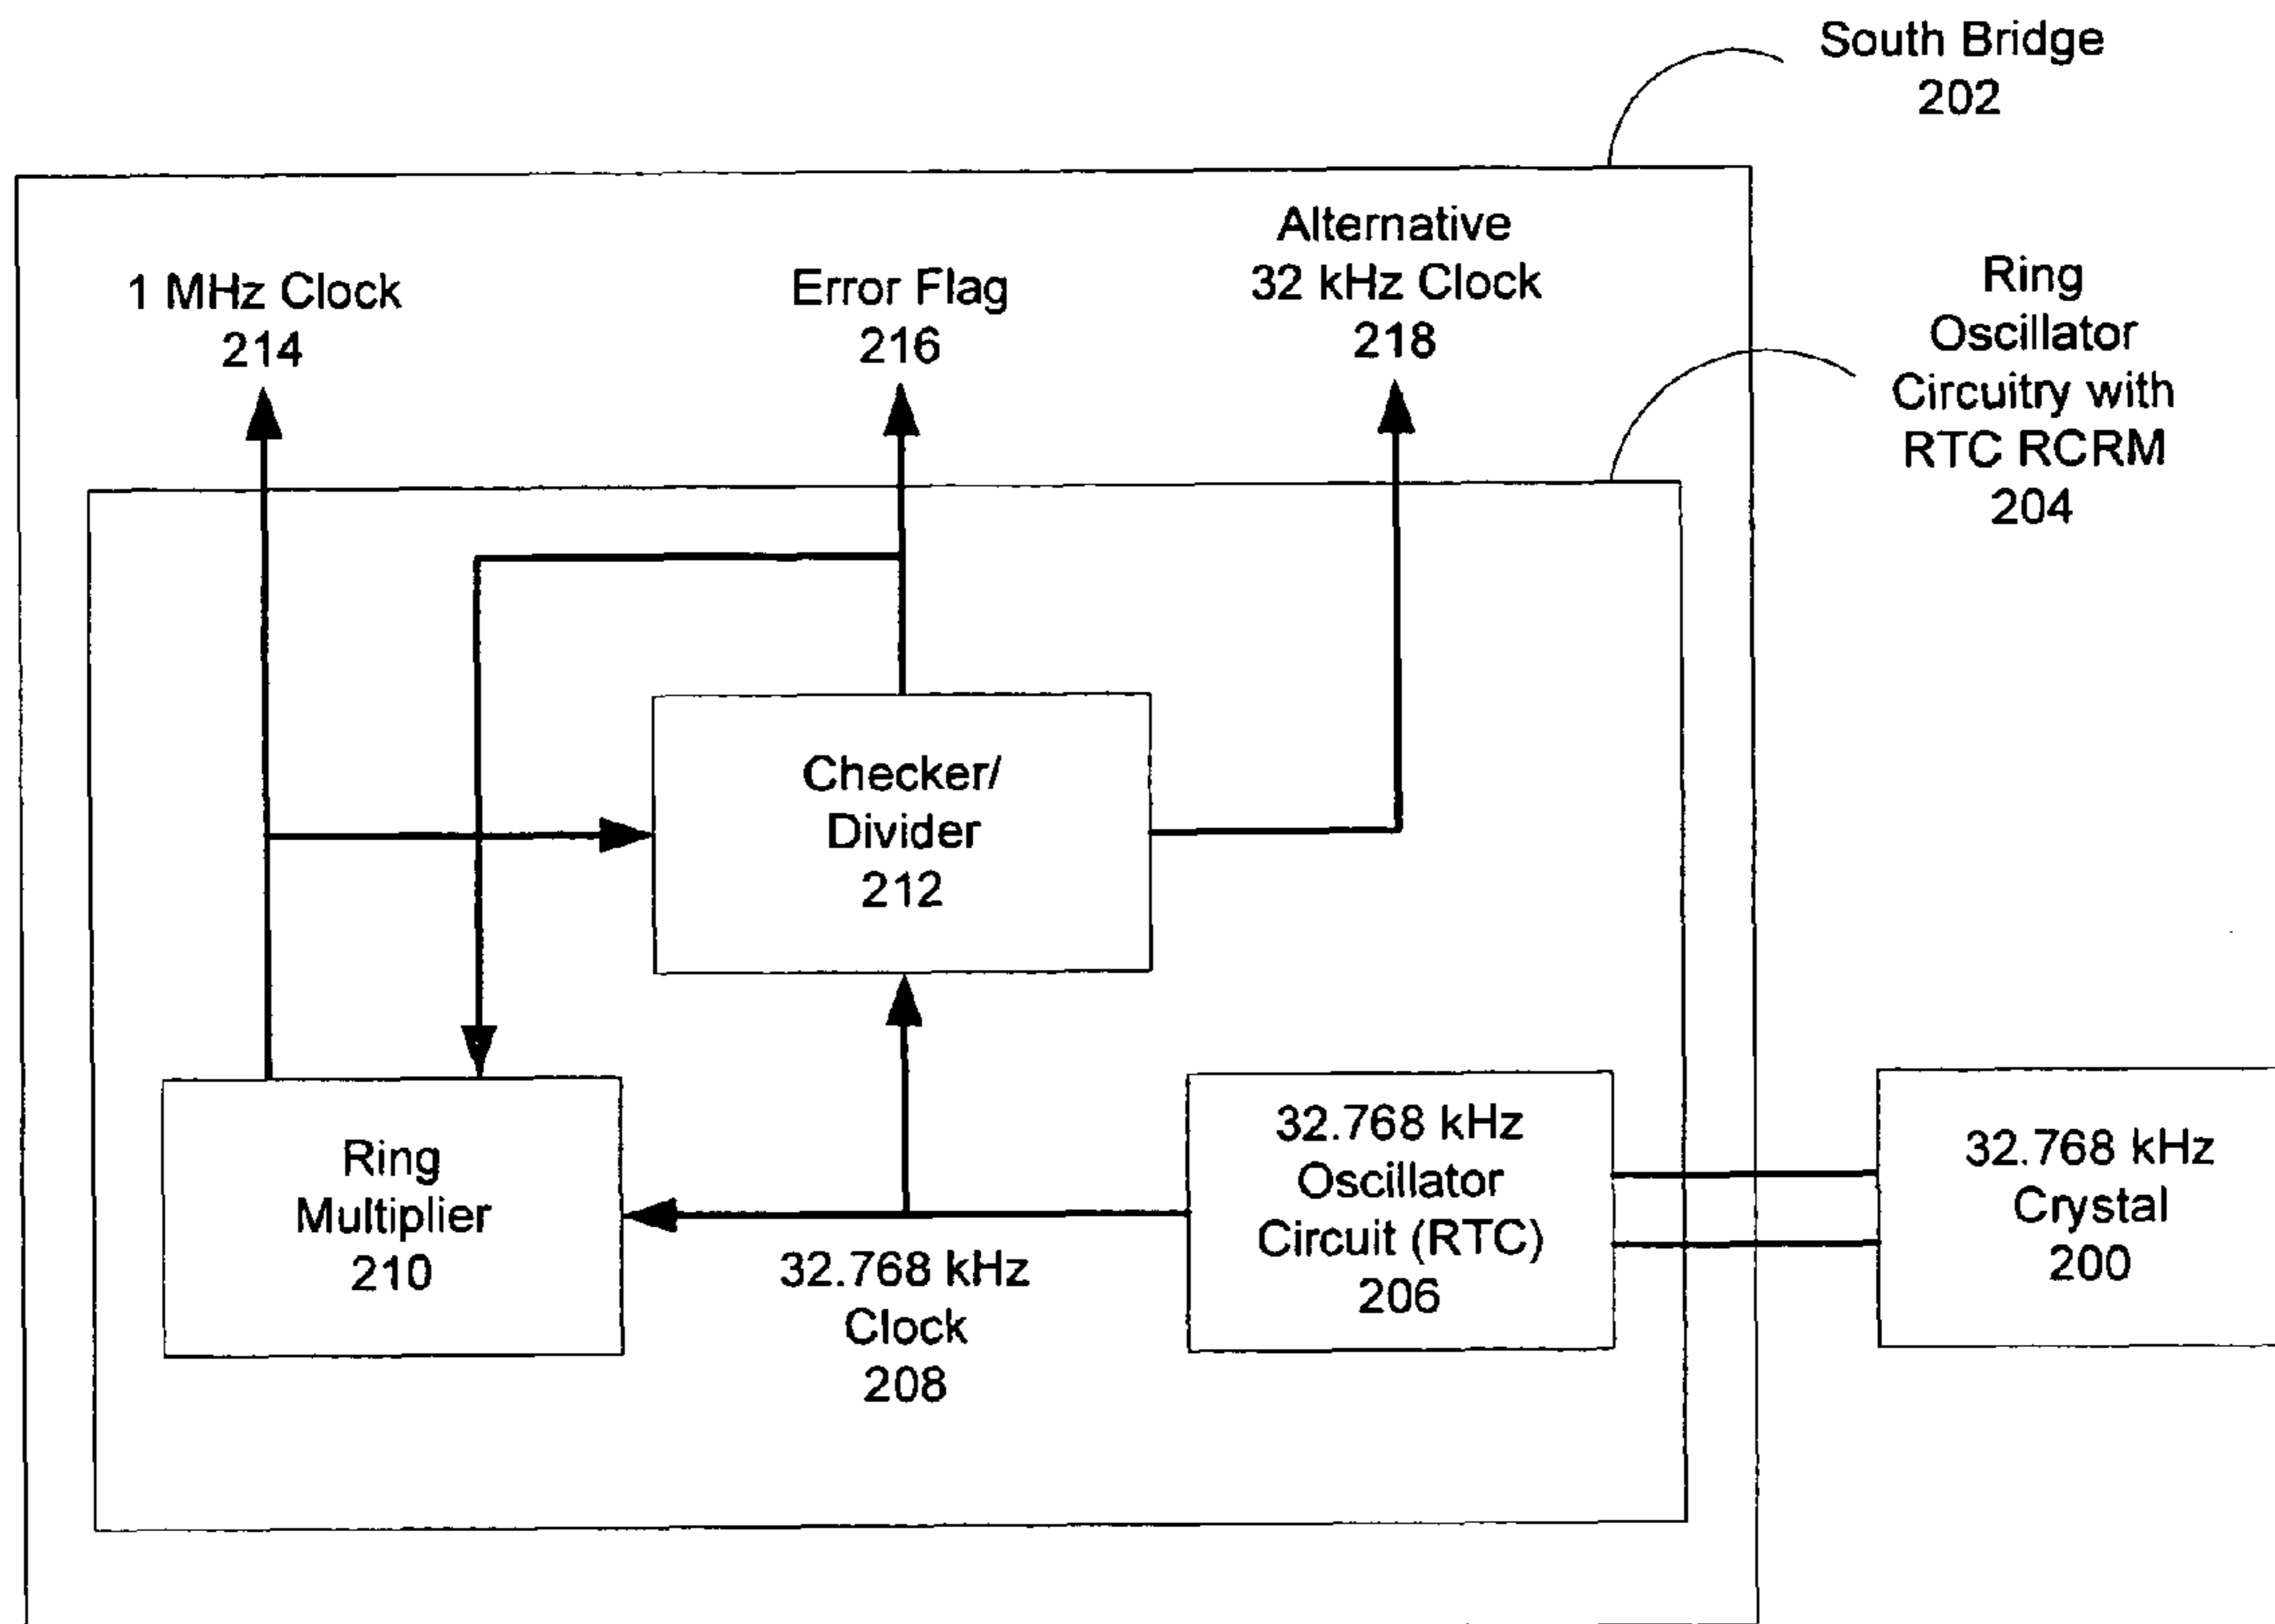 South Bridge
202
Alternative
32 kHz Clock
218
1 MHz Clock
214
Error Flag
216
Ring
Oscillator
Circuitry with
RTC RCRM
204
Checker/
Divider
212
Ring
Multiplier
210
32.768 kHz
Clock
208
32.768 kHz
Oscillator
Circuit (RTC)
206
32.768 kHz
Crystal
200